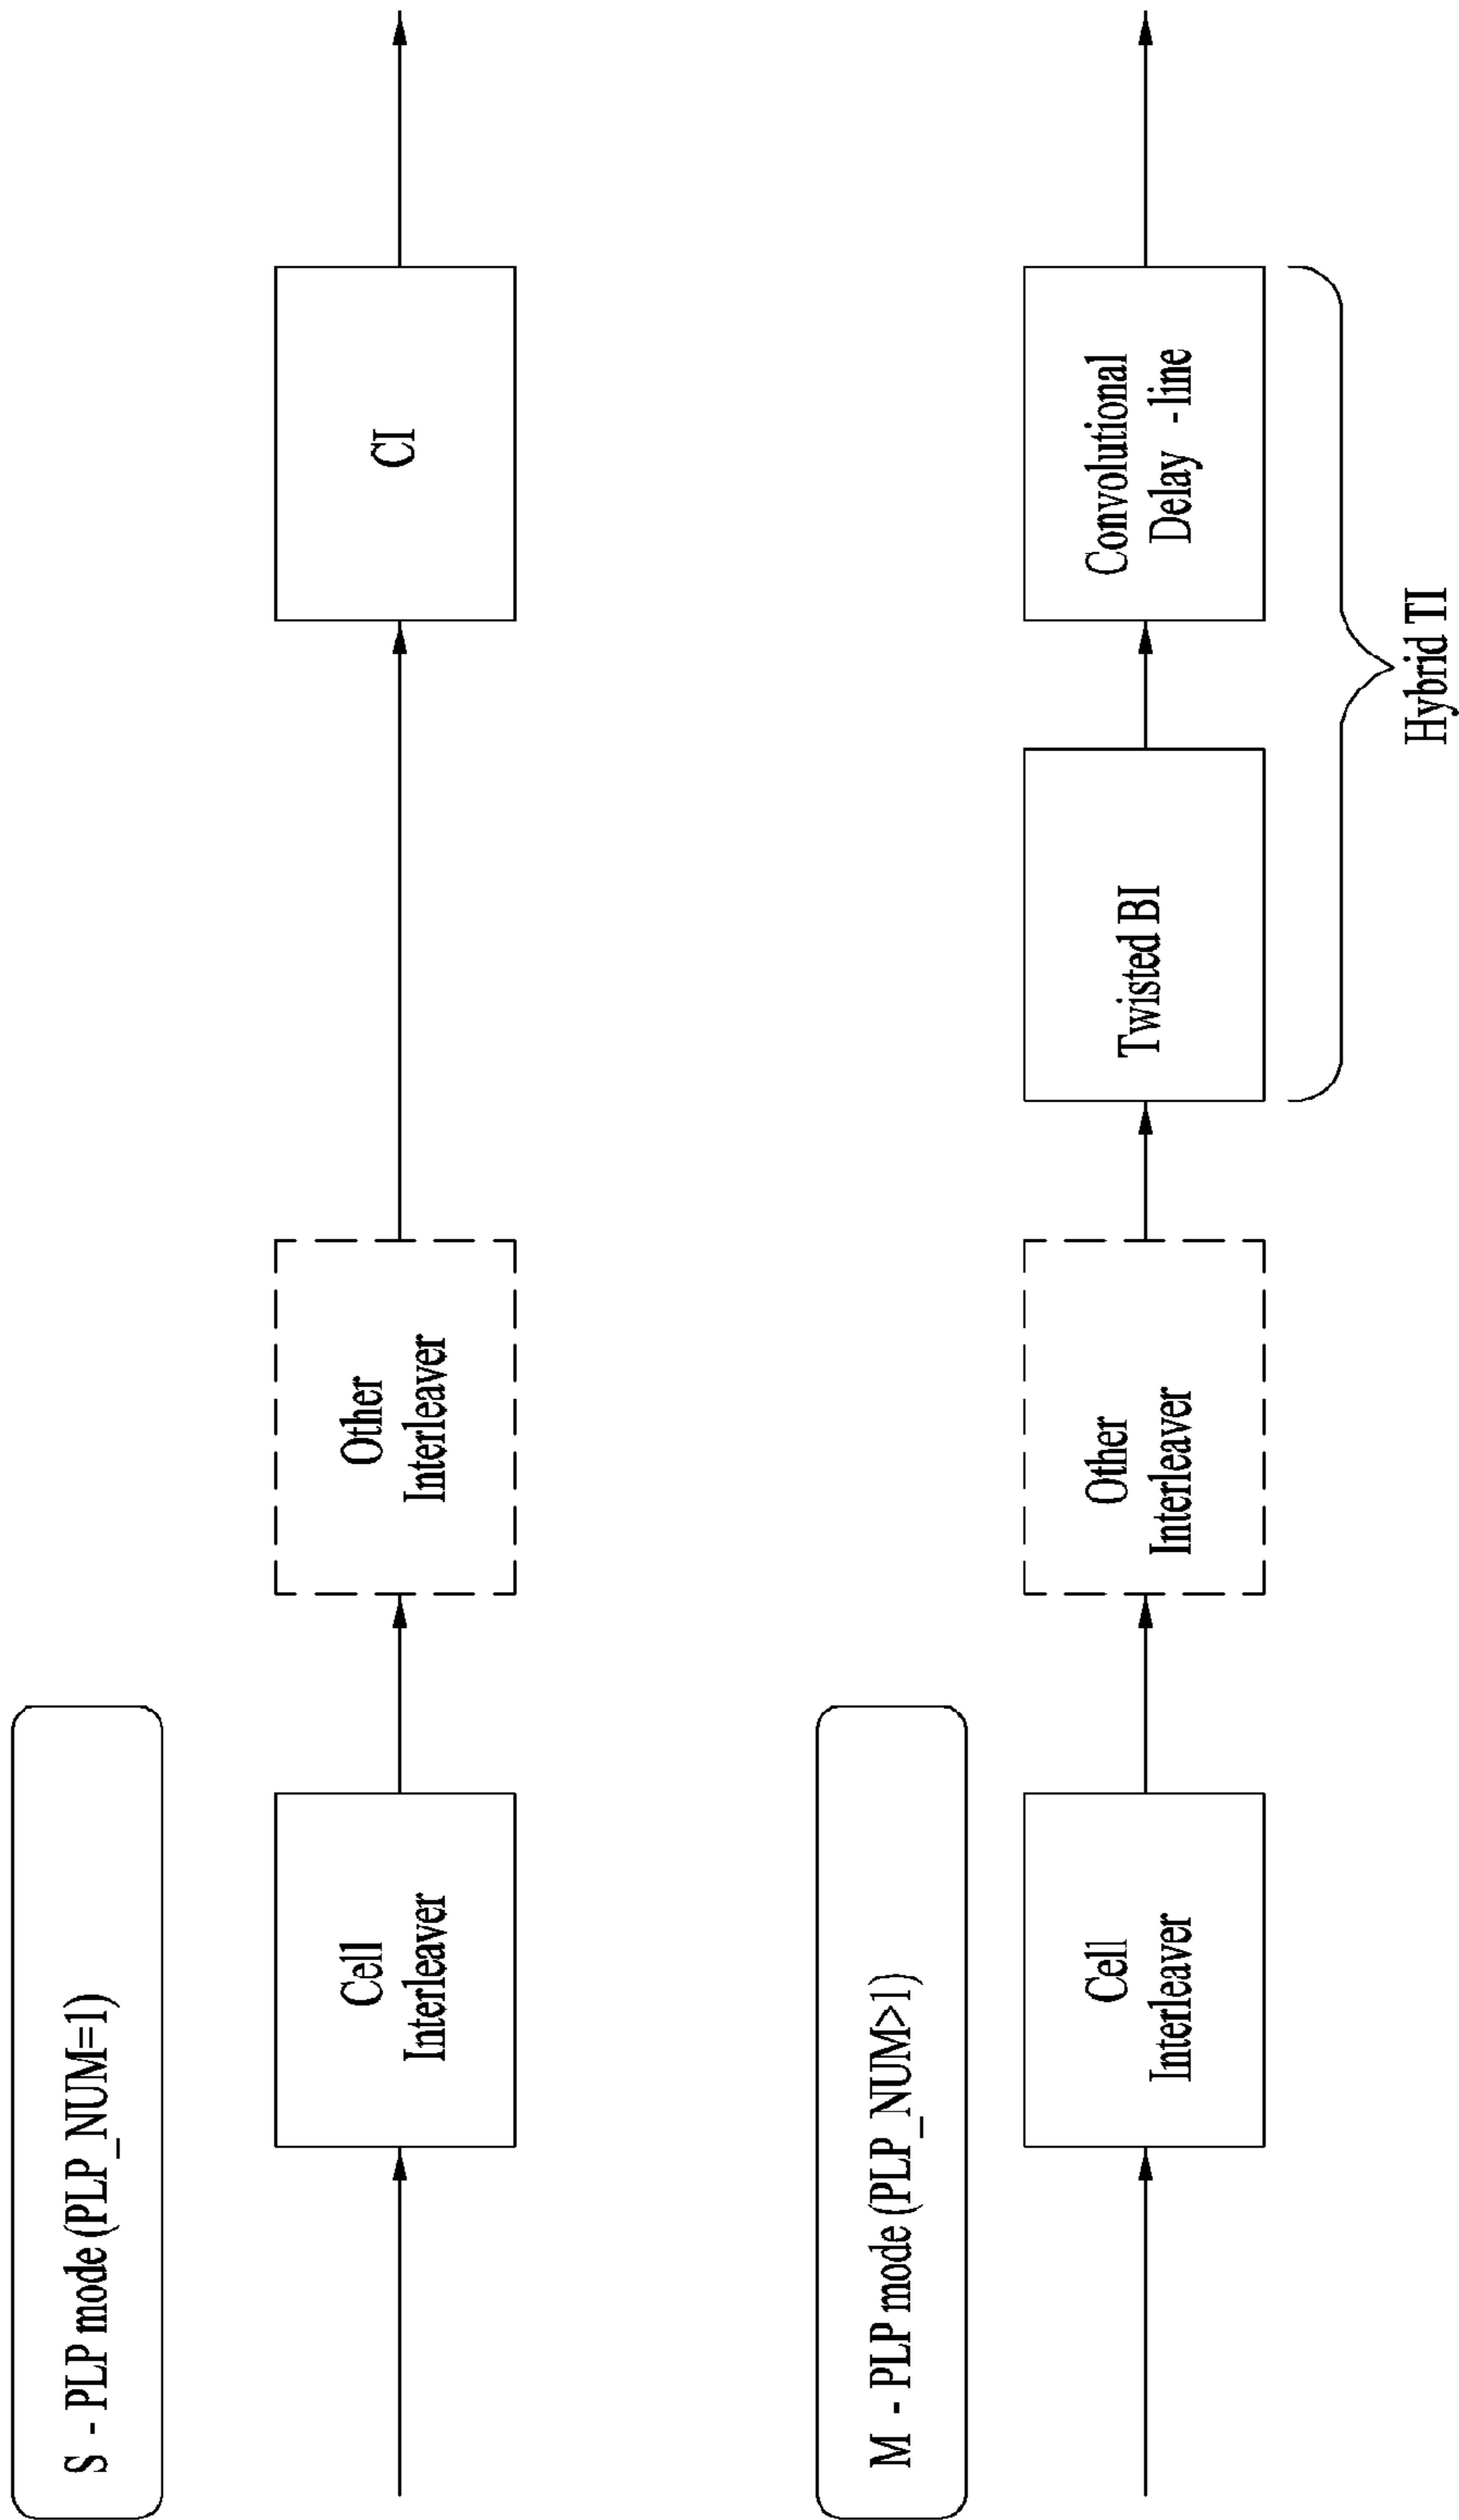 S - PLP mode (PLP_NUM=1)
Cell
Interleaver
Other
Interleaver
CI
M - PLP mode (PLP_NUM>1)
Cell
Interleaver
Other
Interleaver
Twisted BI
Convolutional
Delay -line
Hybrid TI